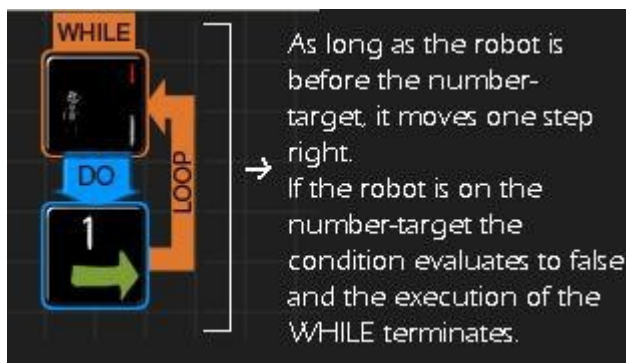 WHILE
DO
LOOP
1
As long as the robot is
before the number-
target, it moves one step
right.
If the robot is on the
number-target the
condition evaluates to false
and the execution of the
WHILE terminates.